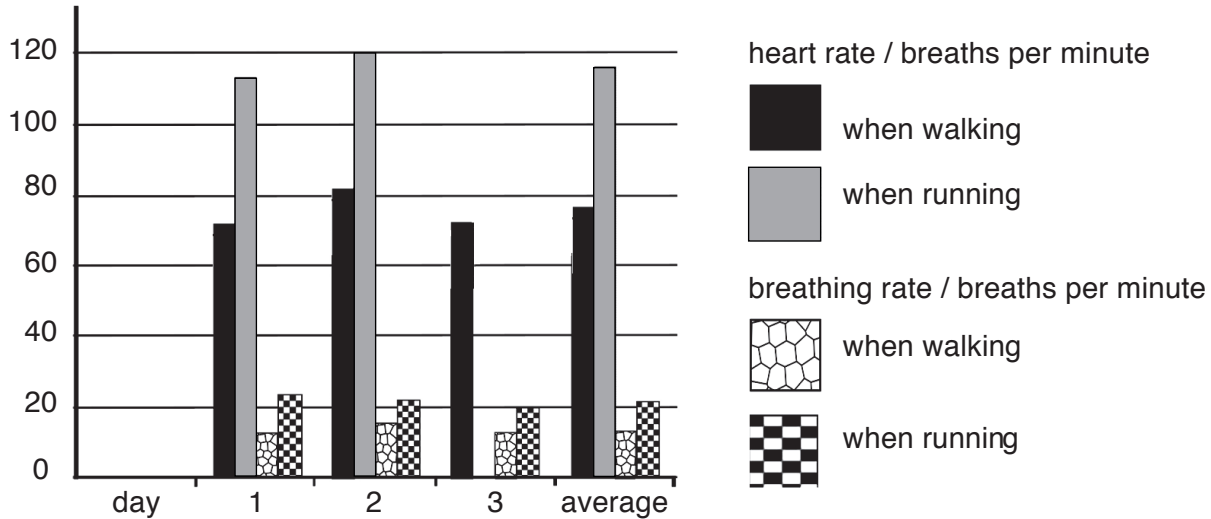 120
100
80
60
40
20
0
day 1 2 3 average
heart rate / breaths per minute
when walking
when running
breathing rate / breaths per minute
when walking
when running